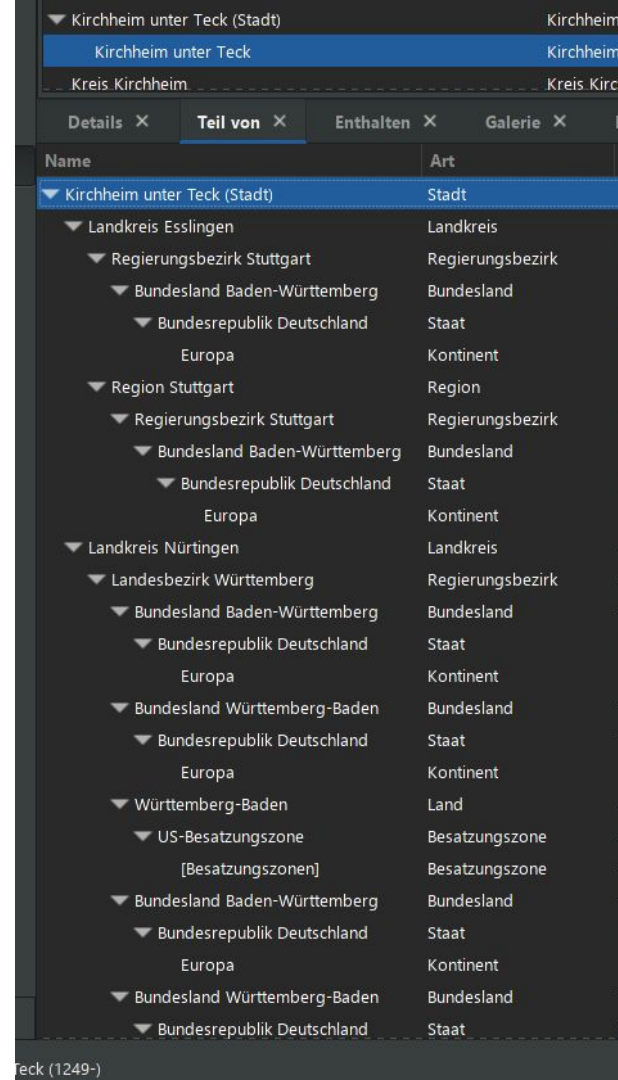 Kirchheim unter Teck (Stadt) Kirchheim
Kirchheim unter Teck Kirchheim
Kreis Kirchheim Kreis Kirc
Details × Teil von × Enthalten × Galerie ×
Name Art
Kirchheim unter Teck (Stadt) Stadt
Landkreis Esslingen Landkreis
Regierungsbezirk Stuttgart Regierungsbezirk
Bundesland Baden-Württemberg Bundesland
Bundesrepublik Deutschland Staat
Europa Kontinent
Region Stuttgart Region
Regierungsbezirk Stuttgart Regierungsbezirk
Bundesland Baden-Württemberg Bundesland
Bundesrepublik Deutschland Staat
Europa Kontinent
Landkreis Nürtingen Landkreis
Landesbezirk Württemberg Regierungsbezirk
Bundesland Baden-Württemberg Bundesland
Bundesrepublik Deutschland Staat
Europa Kontinent
Bundesland Württemberg-Baden Bundesland
Bundesrepublik Deutschland Staat
Europa Kontinent
Württemberg-Baden Land
US-Besatzungszone Besatzungszone
[Besatzungszonen] Besatzungszone
Bundesland Baden-Württemberg Bundesland
Bundesrepublik Deutschland Staat
Europa Kontinent
Bundesland Württemberg-Baden Bundesland
Bundesrepublik Deutschland Staat
Teck (1249-)